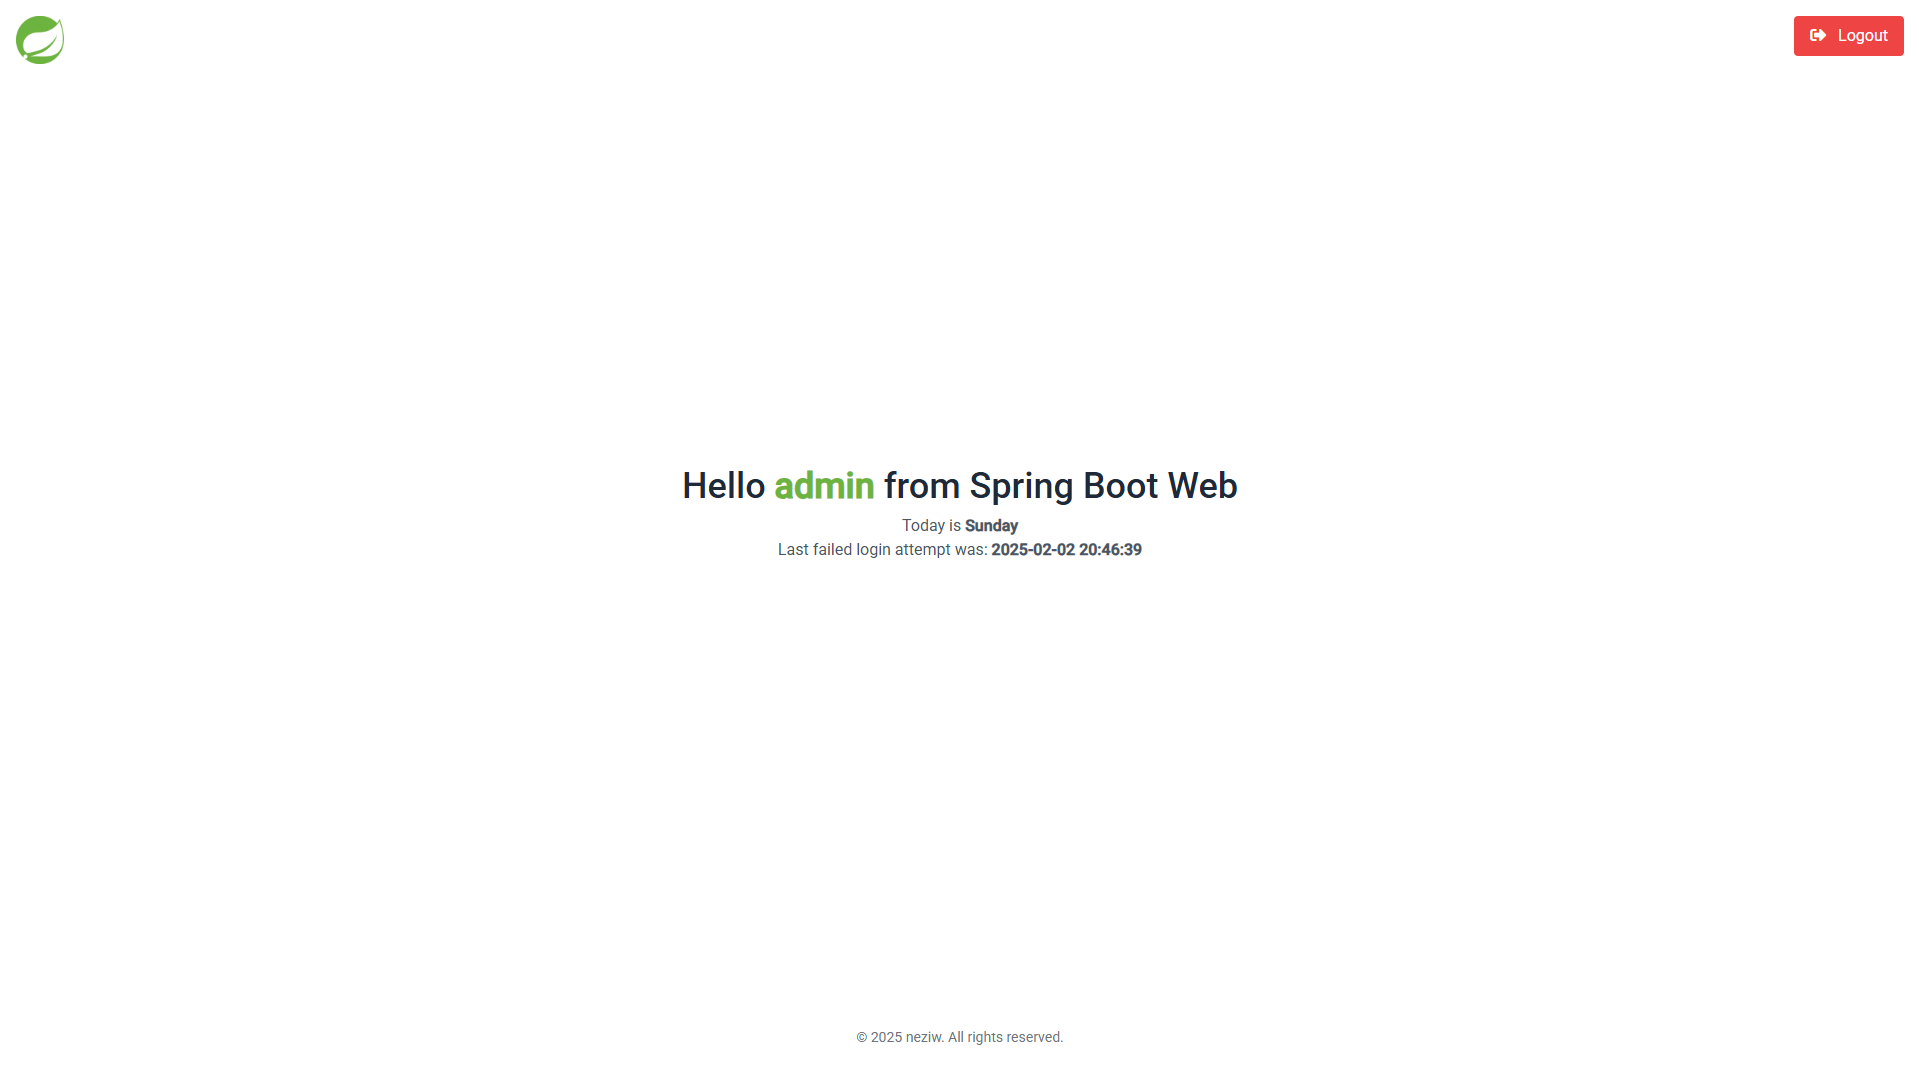 Logout
Hello admin from Spring Boot Web
Today is Sunday
Last failed login attempt was: 2025-02-02 20:46:39
© 2025 neziw. All rights reserved.